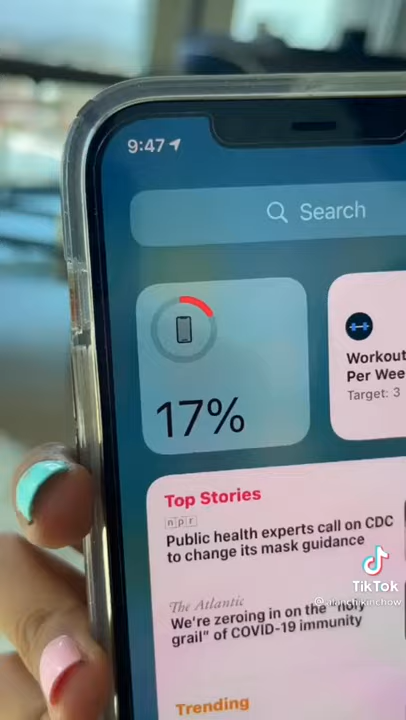 9:47
Search
17%
Workout
Per Wee
Target: 3
Top Stories
npr
Public health experts call on CDC
to change its mask guidance
The Atlantic
We're zeroing in on the "holy
grail" of COVID-19 immunity
Trending
TikTok